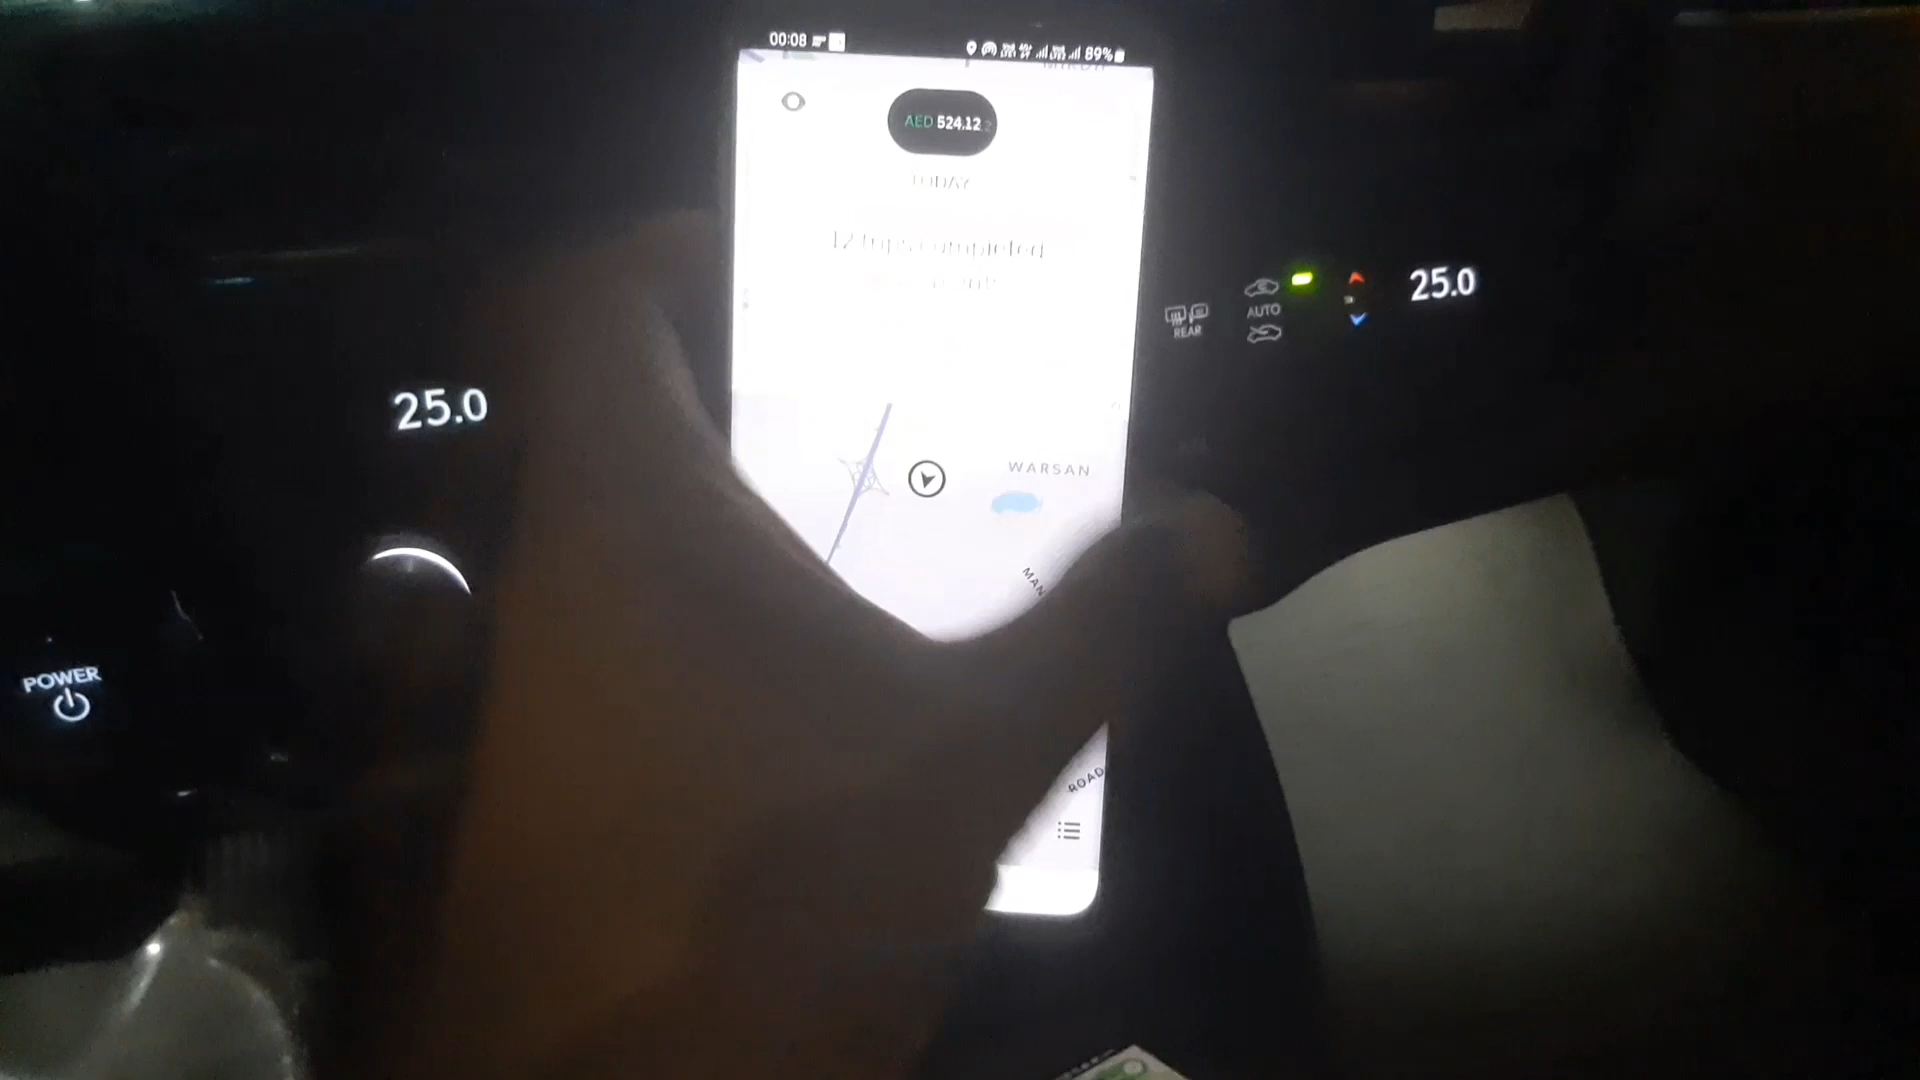 00:08 89%
AED 524.12
TODAY
12 trips completed
WARSAN
MAN
ROAD
25.0
POWER
REAR
AUTO
25.0